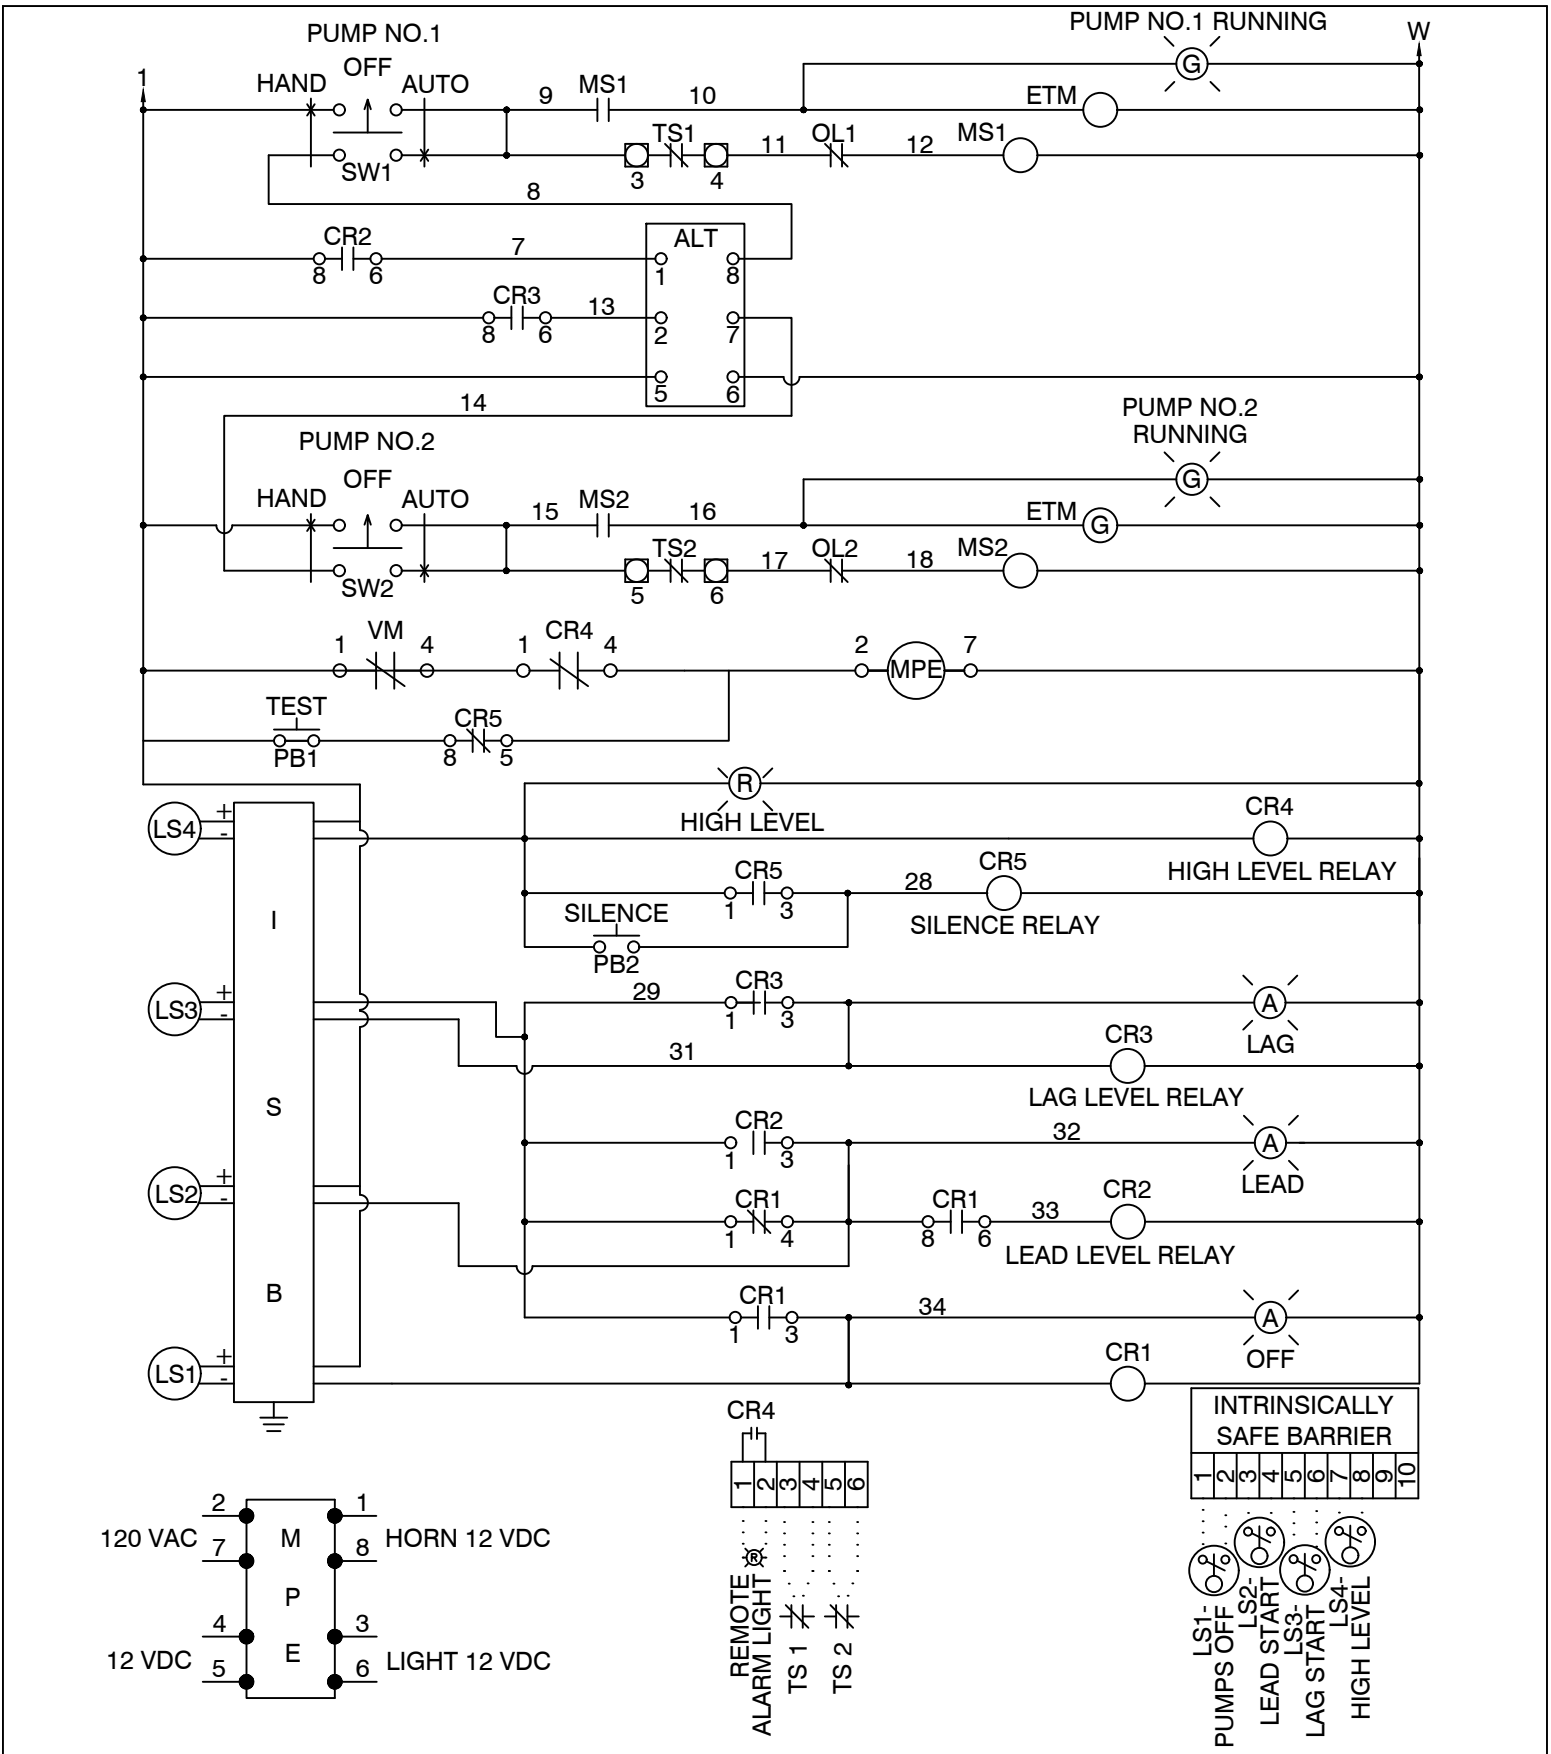 PUMP NO.1 RUNNING
W
PUMP NO.1
OFF
1
HAND
AUTO
G
9
MS1
10
ETM
SW1
TS1
3
4
11
OL1
12
MS1
8
CR2
8
6
7
ALT
1
8
CR3
8
6
13
2
7
5
6
14
PUMP NO.2
RUNNING
PUMP NO.2
OFF
HAND
AUTO
G
15
MS2
16
ETM
G
SW2
TS2
5
6
17
OL2
18
MS2
1
VM
4
1
CR4
4
2
MPE
7
TEST
PB1
CR5
8
5
R
HIGH LEVEL
LS4
+
-
CR4
HIGH LEVEL RELAY
CR5
1
3
28
CR5
SILENCE RELAY
I
SILENCE
PB2
LS3
+
-
29
CR3
1
3
A
LAG
31
CR3
LAG LEVEL RELAY
S
CR2
1
3
32
A
LEAD
LS2
+
-
CR1
1
4
CR1
8
6
33
CR2
LEAD LEVEL RELAY
B
CR1
1
3
34
A
OFF
LS1
+
-
CR1
CR4
1
2
3
4
5
6
R
REMOTE
ALARM LIGHT
TS 1
TS 2
INTRINSICALLY
SAFE BARRIER
1
2
3
4
5
6
7
8
9
10
LS1-
PUMPS OFF
LS2-
LEAD START
LS3-
LAG START
LS4-
HIGH LEVEL
2
1
120 VAC
M
HORN 12 VDC
7
8
P
4
3
12 VDC
E
LIGHT 12 VDC
5
6